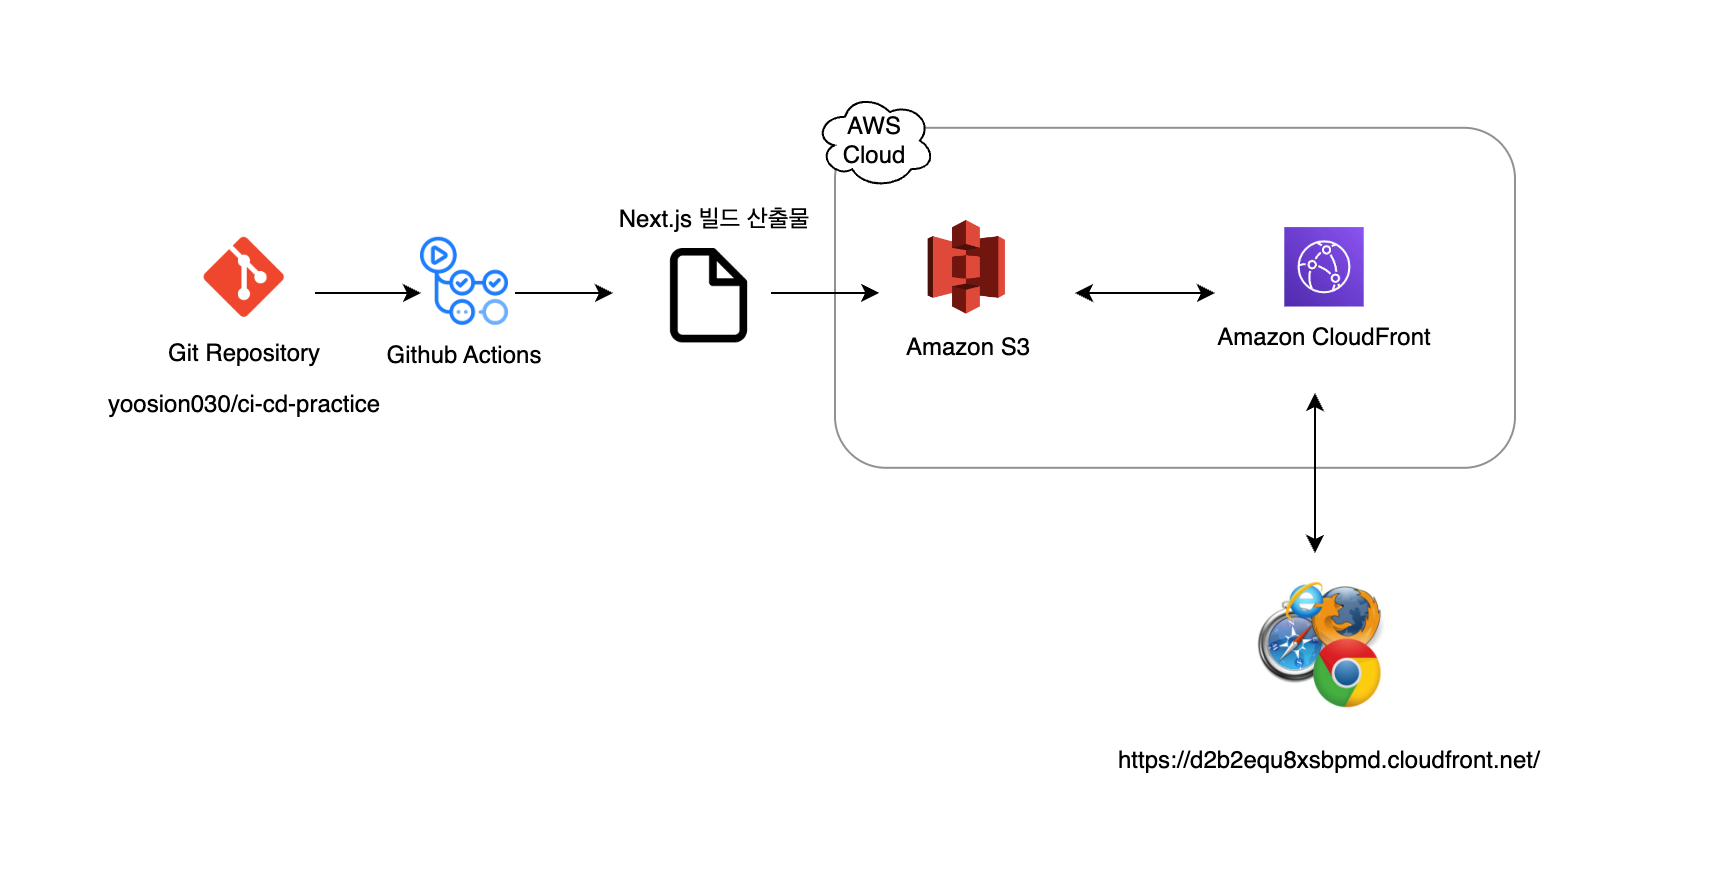 AWS
Cloud
Next.js 빌드 산출물
Git Repository
Github Actions
Amazon S3
Amazon CloudFront
yoosion030/ci-cd-practice
https://d2b2equ8xsbpmd.cloudfront.net/